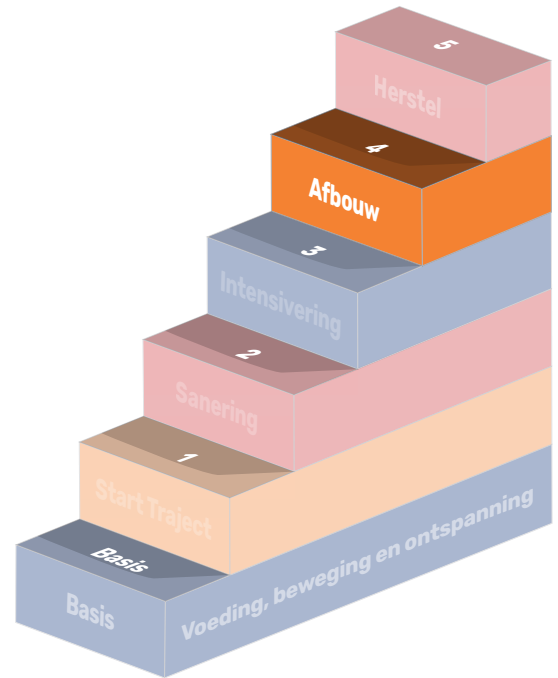 5
Herstel
4
Afbouw
3
Intensivering
2
Sanering
1
Start Traject
Basis
Basis
Voeding, beweging en ontspanning